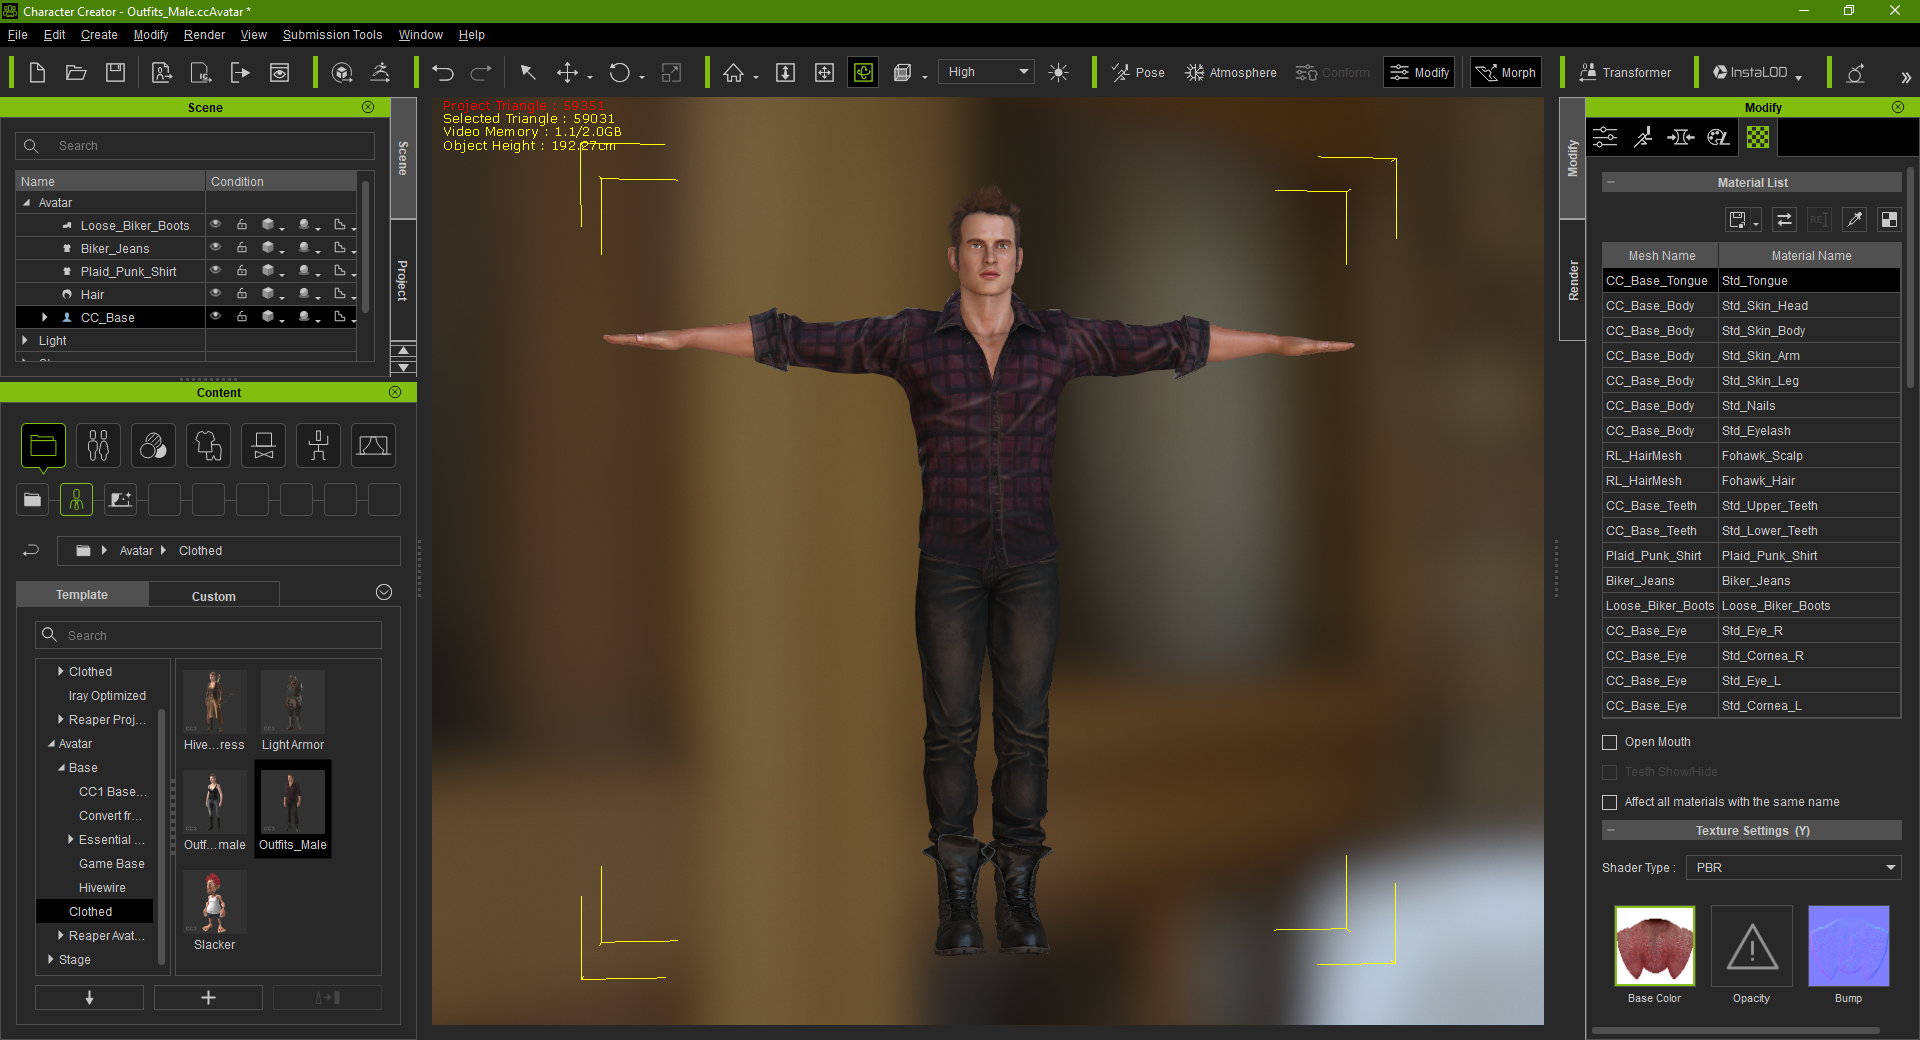 Character Creator - Outfits_Male.ccAvatar *
File Edit Create Modify Render View Submission Tools Window Help
High
Pose
Atmosphere
Conform
Modify
Morph
Transformer
InstaLOD
Scene
Search
Name Condition
Avatar
Loose_Biker_Boots
Biker_Jeans
Plaid_Punk_Shirt
Hair
CC_Base
Light
Scene
Project
Content
Avatar Clothed
Template Custom
Search
Clothed
Iray Optimized
Reaper Proj...
Avatar
Base
CC1 Base...
Convert fr...
Essential ...
Game Base
Hivewire
Clothed
Reaper Avat...
Stage
Hive...ress
Light Armor
Outf...male
Outfits_Male
Slacker
Project Triangle : 59351
Selected Triangle : 59031
Video Memory : 1.1/2.0GB
Object Height : 192.27cm
Modify
Render
Modify
Material List
Mesh Name Material Name
CC_Base_Tongue Std_Tongue
CC_Base_Body Std_Skin_Head
CC_Base_Body Std_Skin_Body
CC_Base_Body Std_Skin_Arm
CC_Base_Body Std_Skin_Leg
CC_Base_Body Std_Nails
CC_Base_Body Std_Eyelash
RL_HairMesh Fohawk_Scalp
RL_HairMesh Fohawk_Hair
CC_Base_Teeth Std_Upper_Teeth
CC_Base_Teeth Std_Lower_Teeth
Plaid_Punk_Shirt Plaid_Punk_Shirt
Biker_Jeans Biker_Jeans
Loose_Biker_Boots Loose_Biker_Boots
CC_Base_Eye Std_Eye_R
CC_Base_Eye Std_Cornea_R
CC_Base_Eye Std_Eye_L
CC_Base_Eye Std_Cornea_L
Open Mouth
Teeth Show/Hide
Affect all materials with the same name
Texture Settings (Y)
Shader Type : PBR
Base Color
Opacity
Bump